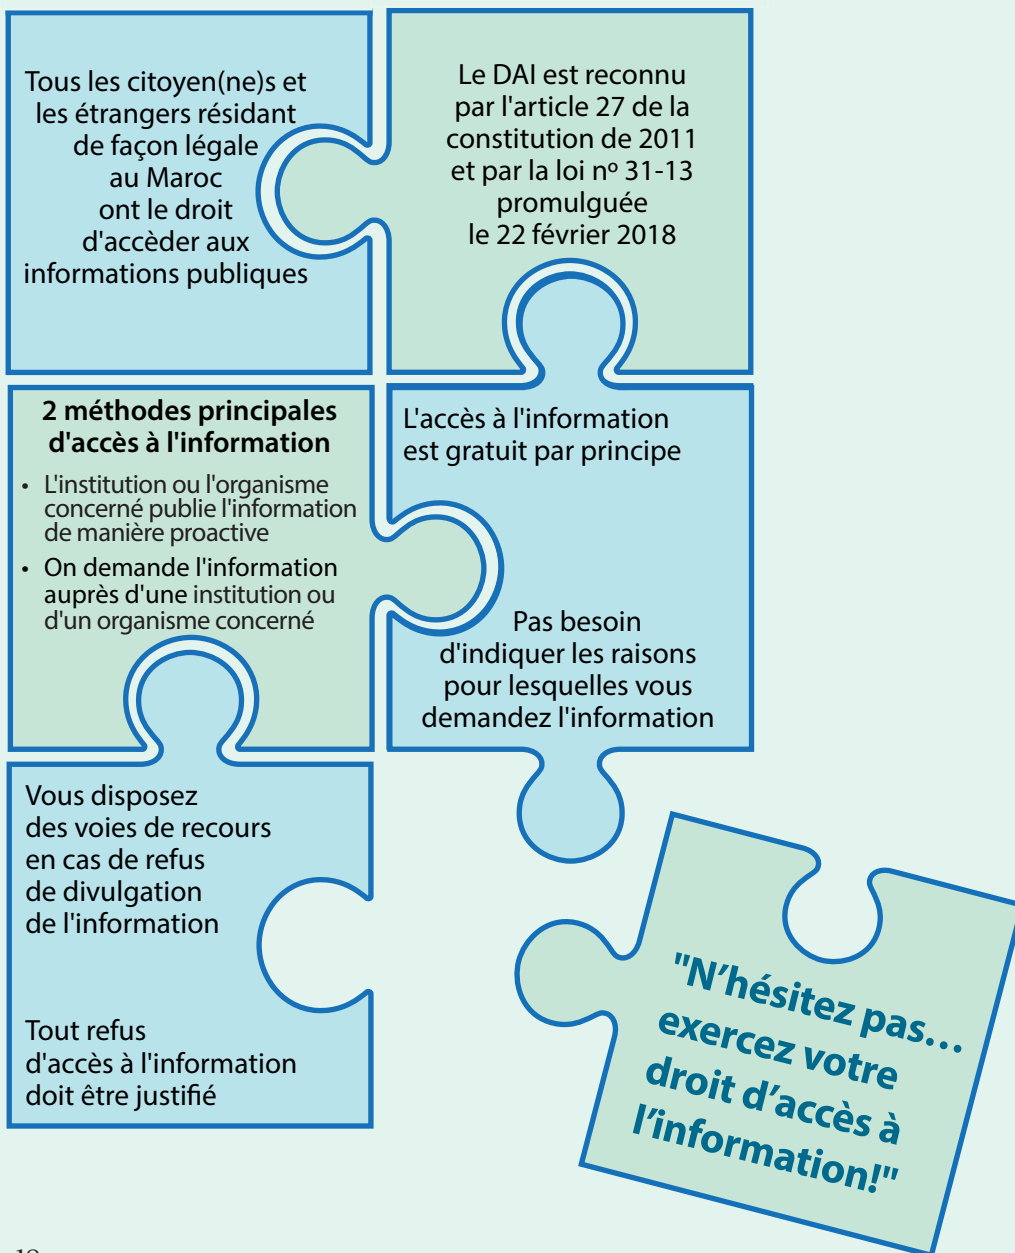 Tous les citoyen(ne)s et
les étrangers résidant
de façon légale
au Maroc
ont le droit
d'accèder aux
informations publiques
Le DAI est reconnu
par l'article 27 de la
constitution de 2011
et par la loi nº 31-13
promulguée
le 22 février 2018
2 méthodes principales
d'accès à l'information
• L'institution ou l'organisme
concerné publie l'information
de manière proactive
• On demande l'information
auprès d'une institution ou
d'un organisme concerné
L'accès à l'information
est gratuit par principe
Pas besoin
d'indiquer les raisons
pour lesquelles vous
demandez l'information
Vous disposez
des voies de recours
en cas de refus
de divulgation
de l'information
Tout refus
d'accès à l'information
doit être justifié
"N’hésitez pas…
exercez votre
droit d’accès à
l’information!"